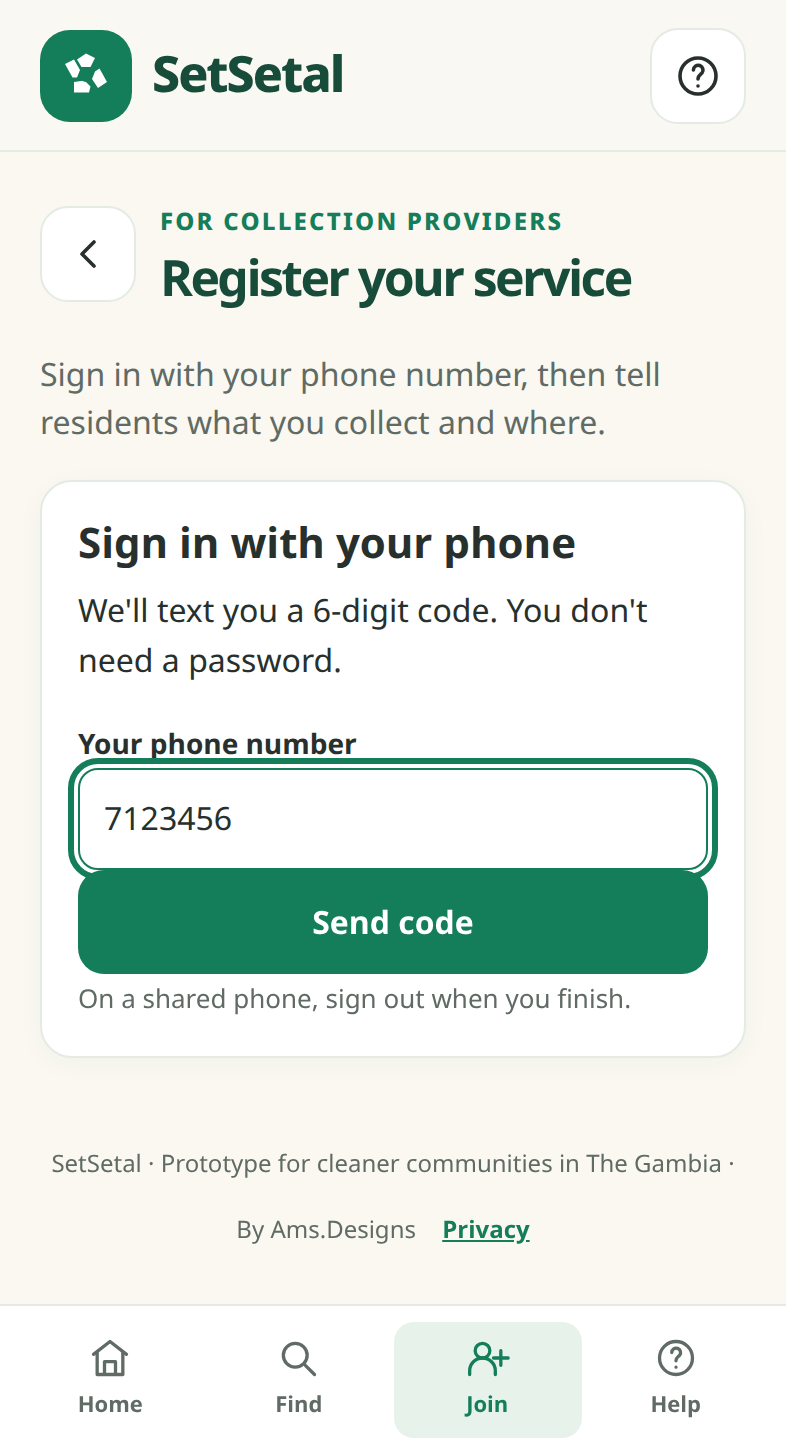 SetSetal
FOR COLLECTION PROVIDERS
Register your service
Sign in with your phone number, then tell
residents what you collect and where.
Sign in with your phone
We'll text you a 6-digit code. You don't
need a password.
Your phone number
7123456
Send code
On a shared phone, sign out when you finish.
SetSetal · Prototype for cleaner communities in The Gambia ·
By Ams.Designs Privacy
Home Find Join Help